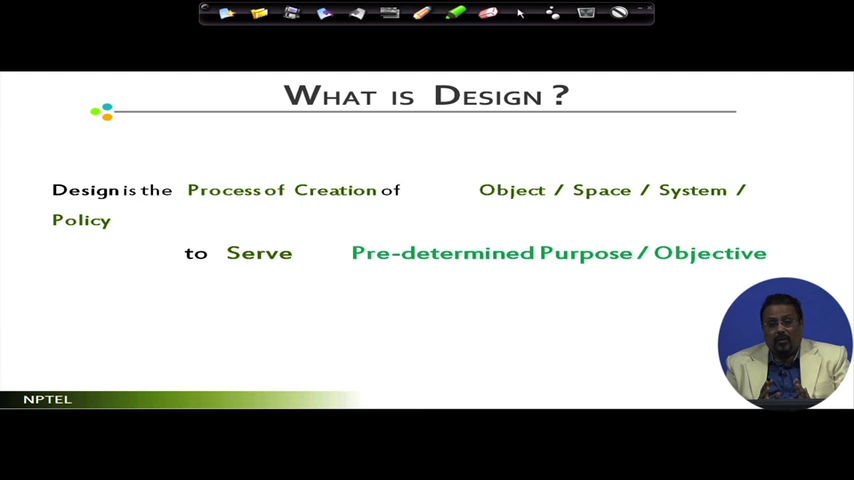 WHAT IS DESIGN ?
Design is the Process of Creation of Object / Space / System /
Policy
to Serve Pre-determined Purpose / Objective
NPTEL